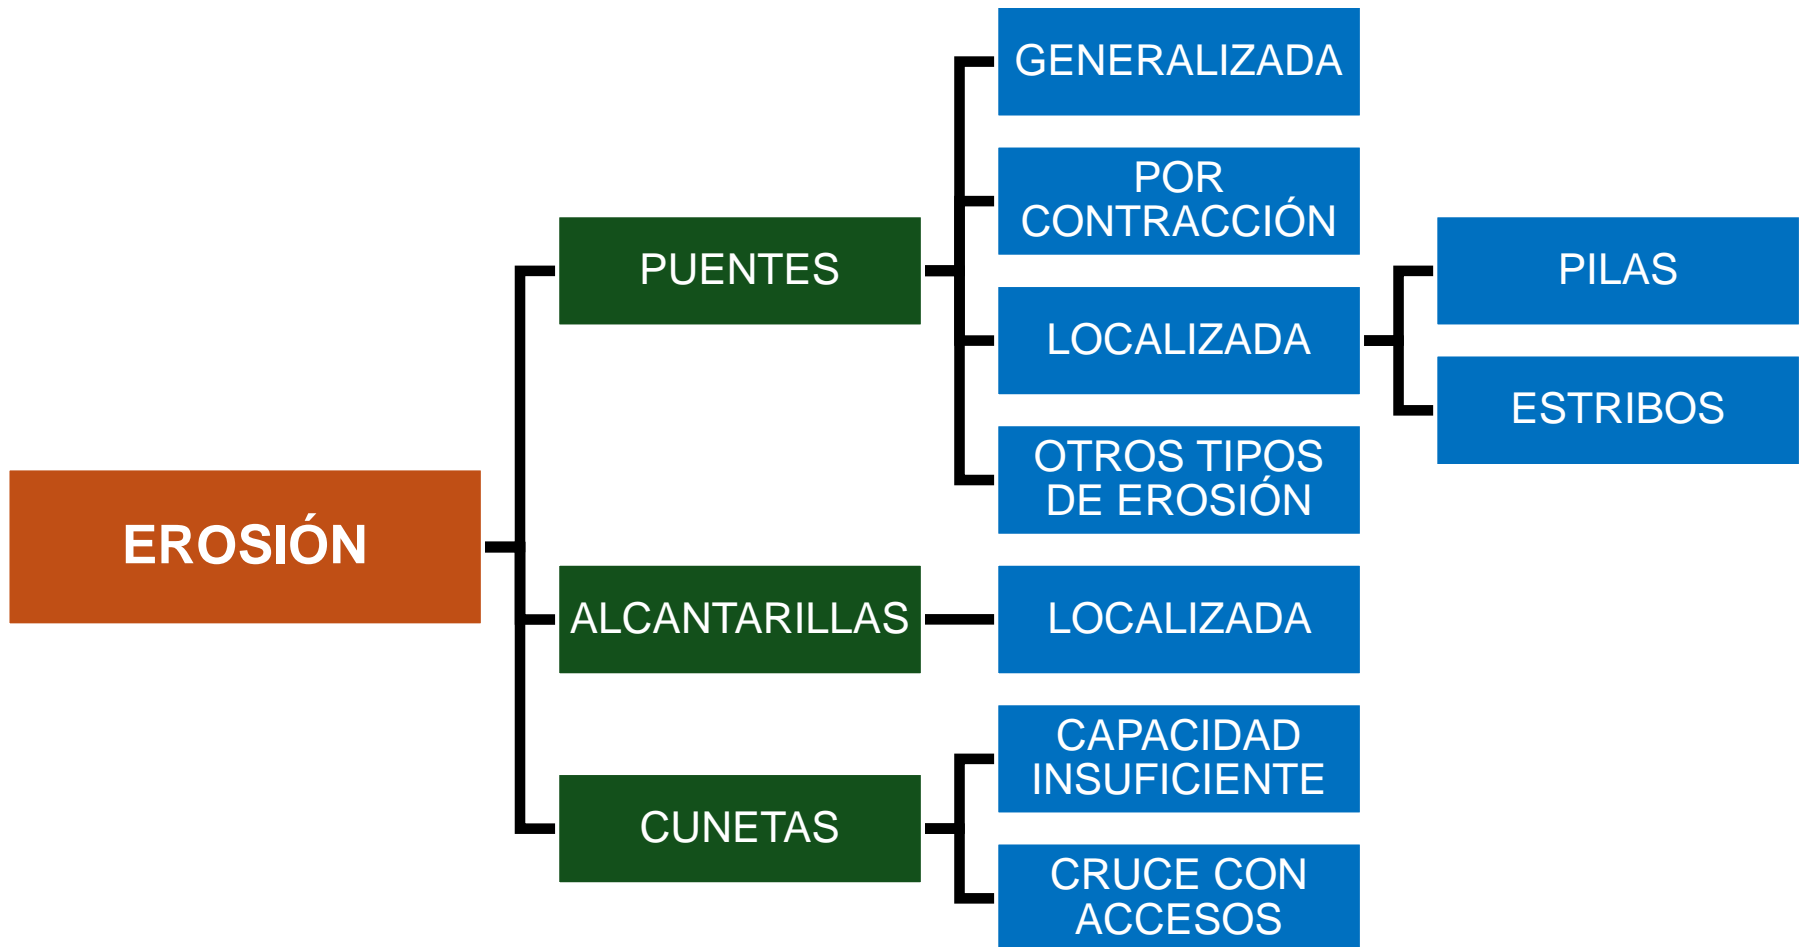 EROSIÓN
PUENTES
GENERALIZADA
POR
CONTRACCIÓN
LOCALIZADA
PILAS
ESTRIBOS
OTROS TIPOS
DE EROSIÓN
ALCANTARILLAS
LOCALIZADA
CUNETAS
CAPACIDAD
INSUFICIENTE
CRUCE CON
ACCESOS